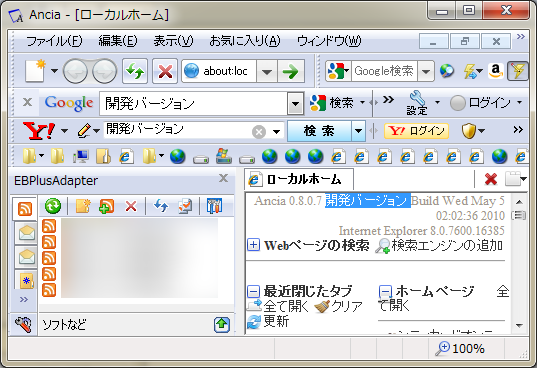 Ancia - [ローカルホーム]
ファイル(F) 編集(E) 表示(V) お気に入り(A) ウィンドウ(W)
about:loc Google検索
Google 開発バージョン 検索 設定 ログイン
Y! 開発バージョン 検索 Y! ログイン
EBPlusAdapter
ローカルホーム
Ancia 0.8.0.7 開発バージョン Build Wed May 5
02:02:36 2010
Internet Explorer 8.0.7600.16385
Webページの検索 検索エンジンの追加
最近閉じたタブ
全て開く クリア
更新
ホームページ 全
て開く
ソフトなど
100%